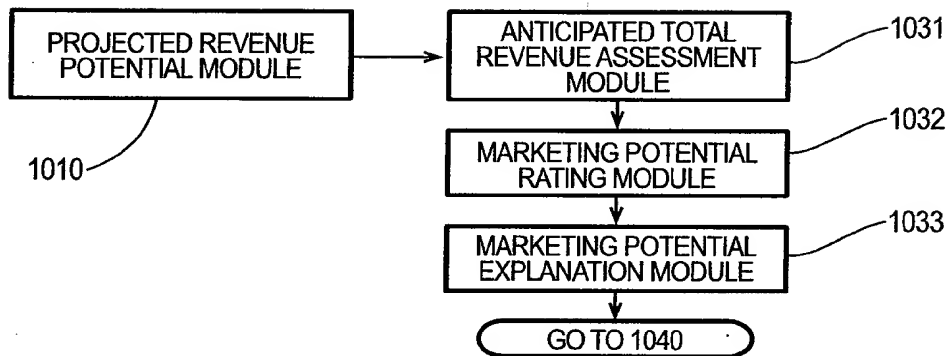 PROJECTED REVENUE
POTENTIAL MODULE
1010
ANTICIPATED TOTAL
REVENUE ASSESSMENT
MODULE
1031
MARKETING POTENTIAL
RATING MODULE
1032
MARKETING POTENTIAL
EXPLANATION MODULE
1033
GO TO 1040